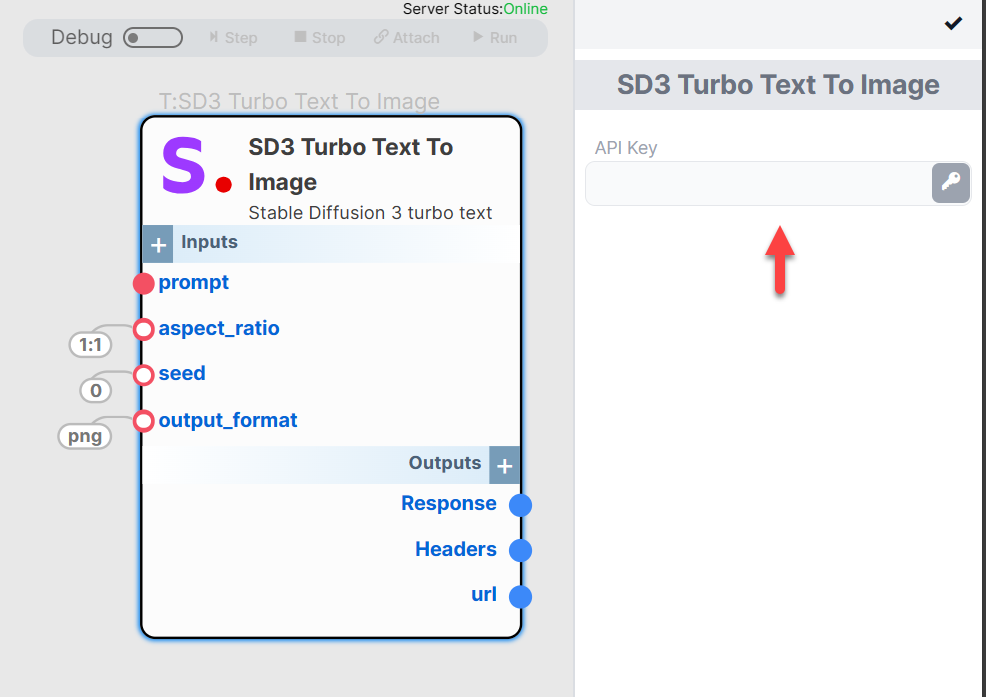 Server Status:Online
Debug Step Stop Attach Run
T:SD3 Turbo Text To Image
S.
SD3 Turbo Text To
Image
Stable Diffusion 3 turbo text
+ Inputs
prompt
aspect_ratio
1:1
seed
0
output_format
png
Outputs +
Response
Headers
url
SD3 Turbo Text To Image
API Key